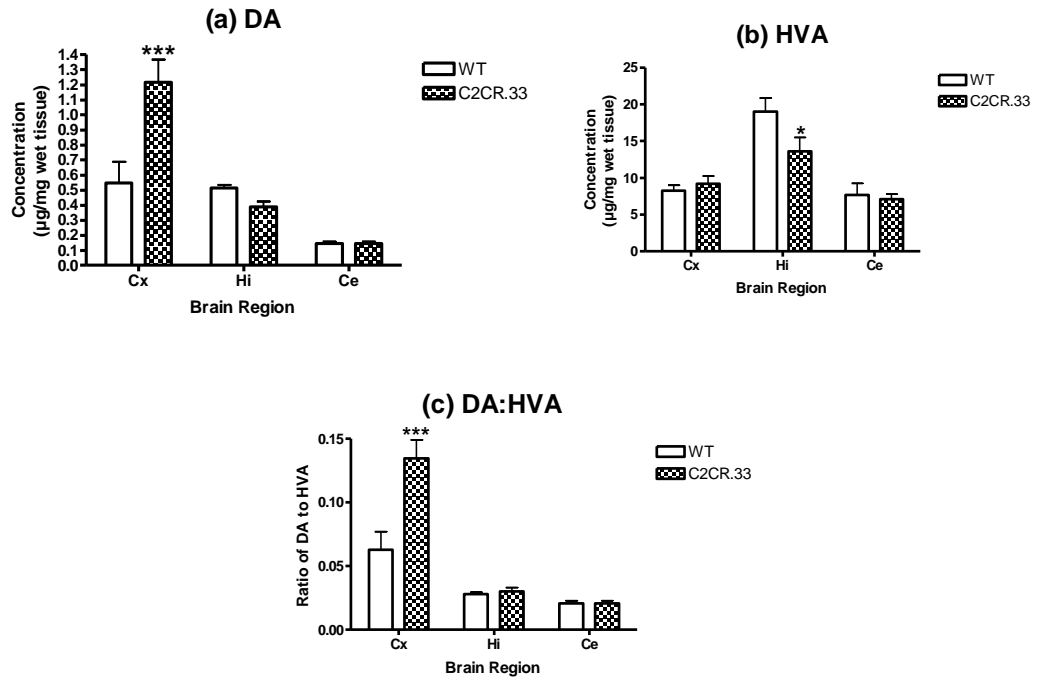 (a) DA
***
1.4
1.3
1.2
1.1
1.0
0.9
0.8
0.7
0.6
0.5
0.4
0.3
0.2
0.1
0.0
Concentration
(µg/mg wet tissue)
Cx Hi Ce
Brain Region
WT
C2CR.33
(b) HVA
25
20
15
10
5
0
*
Concentration
(µg/mg wet tissue)
Cx Hi Ce
Brain Region
WT
C2CR.33
(c) DA:HVA
***
0.15
0.10
0.05
0.00
Ratio of DA to HVA
Cx Hi Ce
Brain Region
WT
C2CR.33